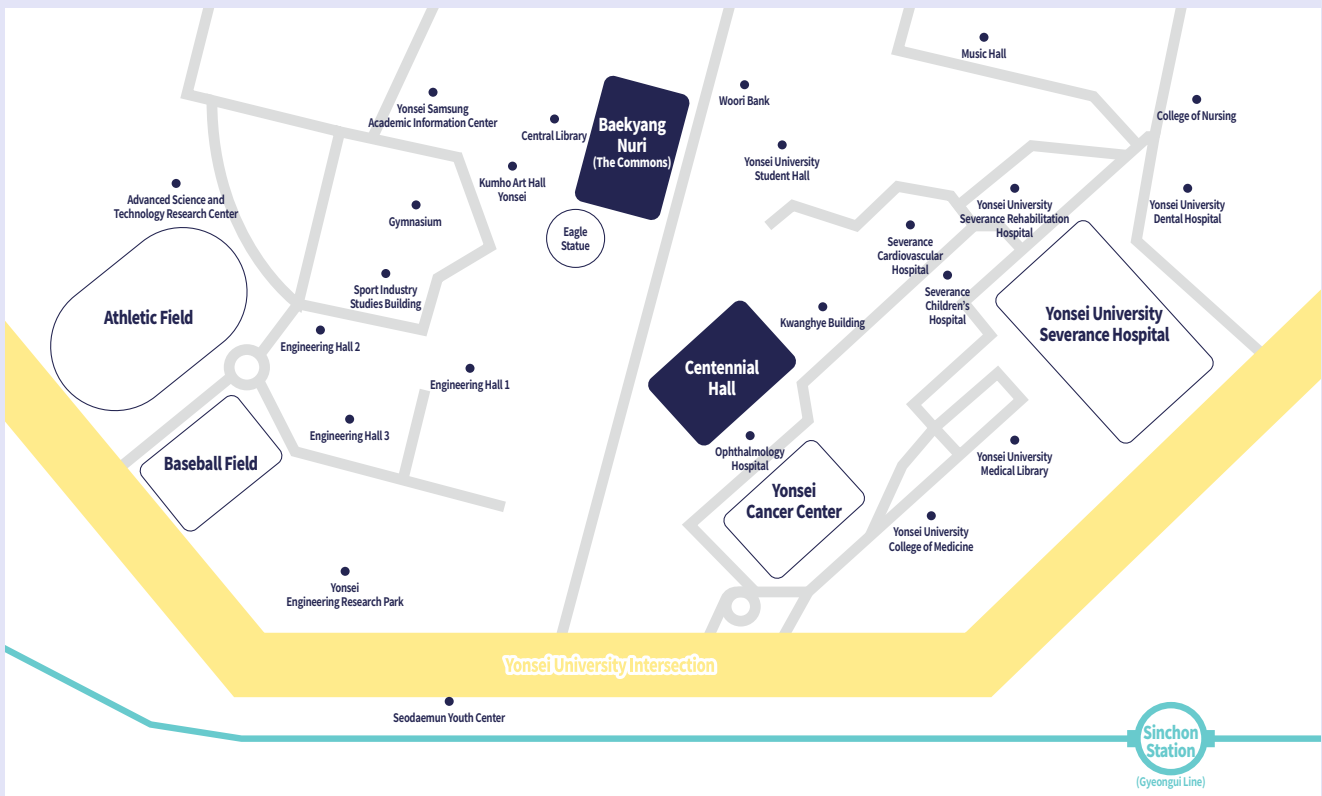 Music Hall
Woori Bank
Yonsei Samsung
Academic Information Center
College of Nursing
Central Library
Baekyang
Nuri
(The Commons)
Yonsei University
Student Hall
Kumho Art Hall
Yonsei
Advanced Science and
Technology Research Center
Gymnasium
Yonsei University
Severance Rehabilitation
Hospital
Yonsei University
Dental Hospital
Eagle
Statue
Severance
Cardiovascular
Hospital
Sport Industry
Studies Building
Severance
Children's
Hospital
Athletic Field
Kwanghye Building
Yonsei University
Severance Hospital
Engineering Hall 2
Centennial
Hall
Engineering Hall 1
Engineering Hall 3
Ophthalmology
Hospital
Baseball Field
Yonsei University
Medical Library
Yonsei
Cancer Center
Yonsei University
College of Medicine
Yonsei
Engineering Research Park
Yonsei University Intersection
Seodaemun Youth Center
Sinchon
Station
(Gyeongui Line)